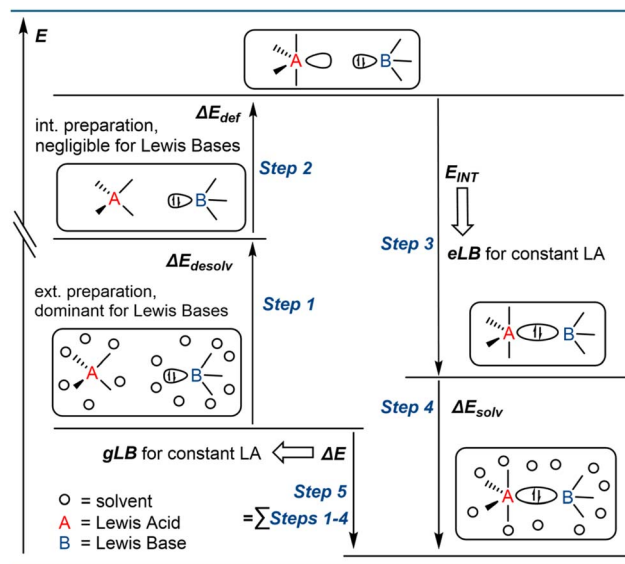 E
A
B
ΔE_def
int. preparation,
negligible for Lewis Bases
Step 2
A
B
E_INT
Step 3
eLB for constant LA
ΔE_desolv
ext. preparation,
dominant for Lewis Bases
Step 1
A
B
A
B
Step 4
ΔE_solv
gLB for constant LA
ΔE
Step 5
=∑Steps 1-4
A
B
= solvent
A = Lewis Acid
B = Lewis Base